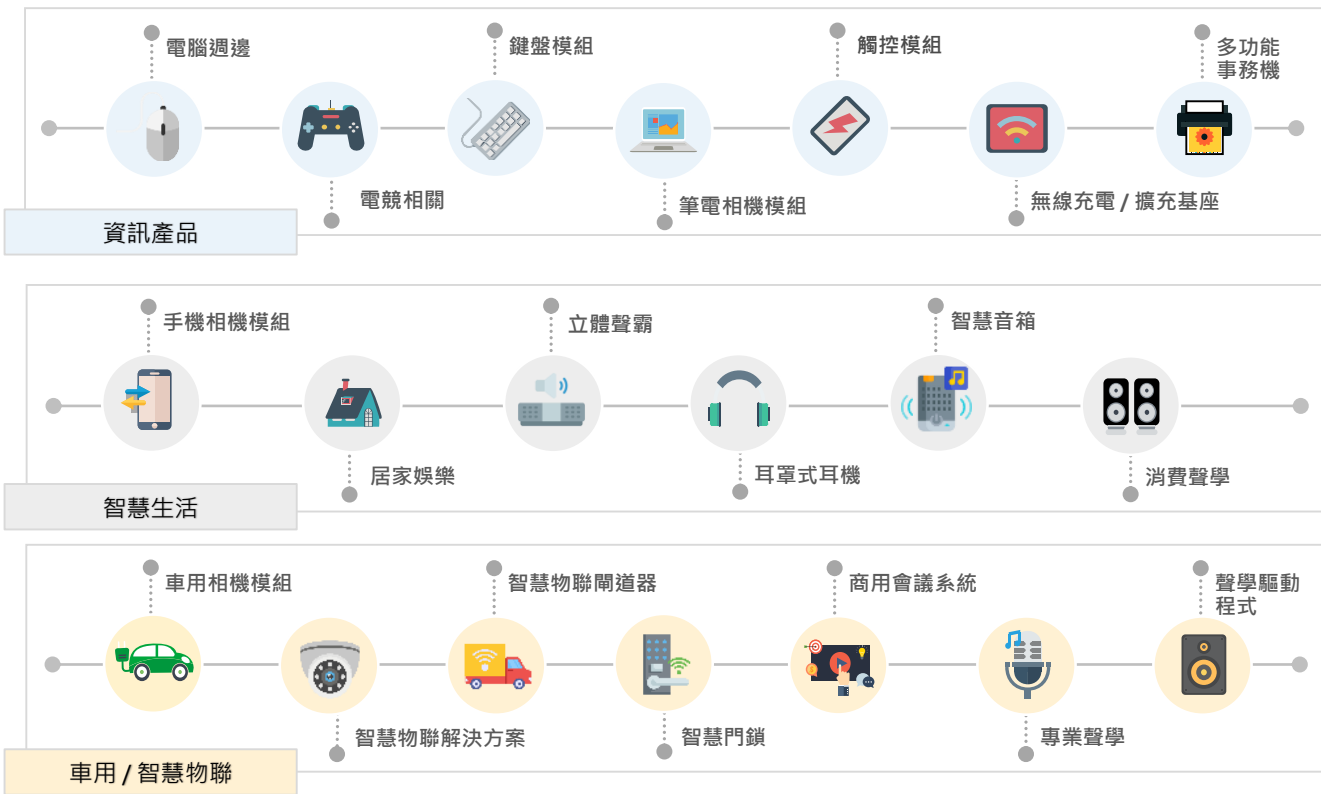 電腦週邊
鍵盤模組
觸控模組
多功能
事務機
電競相關
筆電相機模組
無線充電 / 擴充基座
資訊產品
手機相機模組
立體聲霸
智慧音箱
居家娛樂
耳罩式耳機
消費聲學
智慧生活
車用相機模組
智慧物聯閘道器
商用會議系統
聲學驅動
程式
智慧物聯解決方案
智慧門鎖
專業聲學
車用 / 智慧物聯